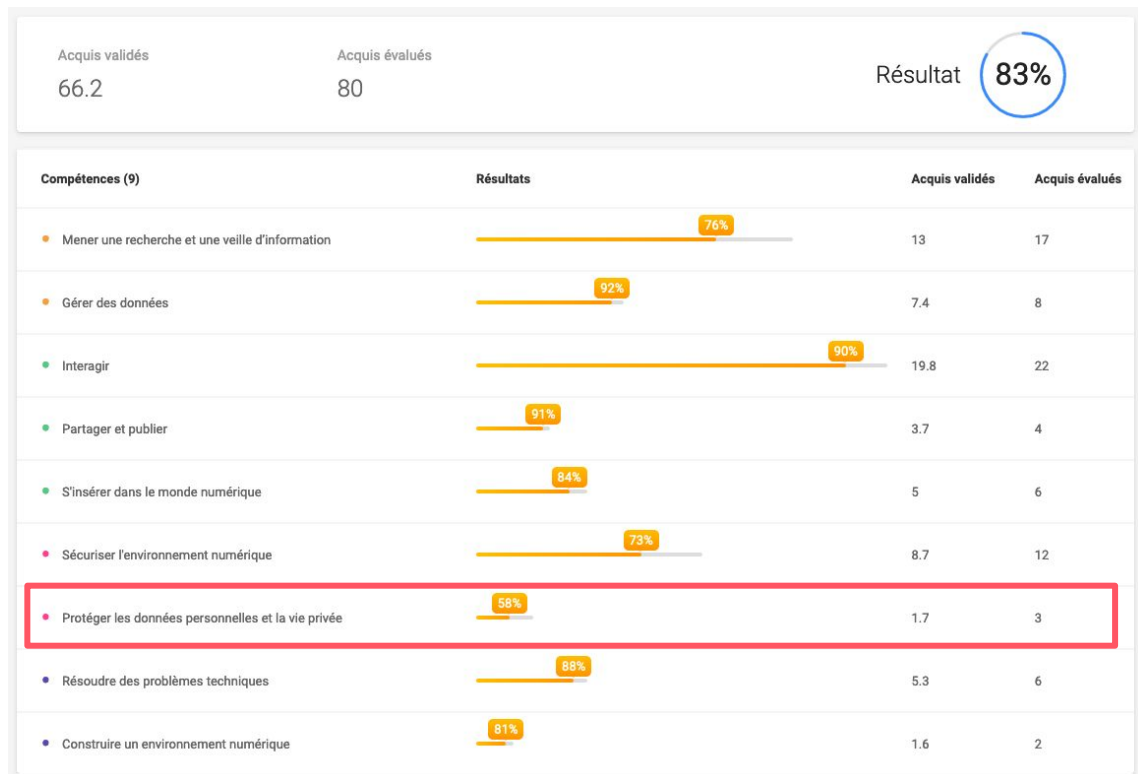 Acquis validés Acquis évalués
66.2 80 Résultat 83%
Compétences (9) Résultats Acquis validés Acquis évalués
Mener une recherche et une veille d'information 76% 13 17
Gérer des données 92% 7.4 8
Interagir 90% 19.8 22
Partager et publier 91% 3.7 4
S'insérer dans le monde numérique 84% 5 6
Sécuriser l'environnement numérique 73% 8.7 12
Protéger les données personnelles et la vie privée 58% 1.7 3
Résoudre des problèmes techniques 88% 5.3 6
Construire un environnement numérique 81% 1.6 2